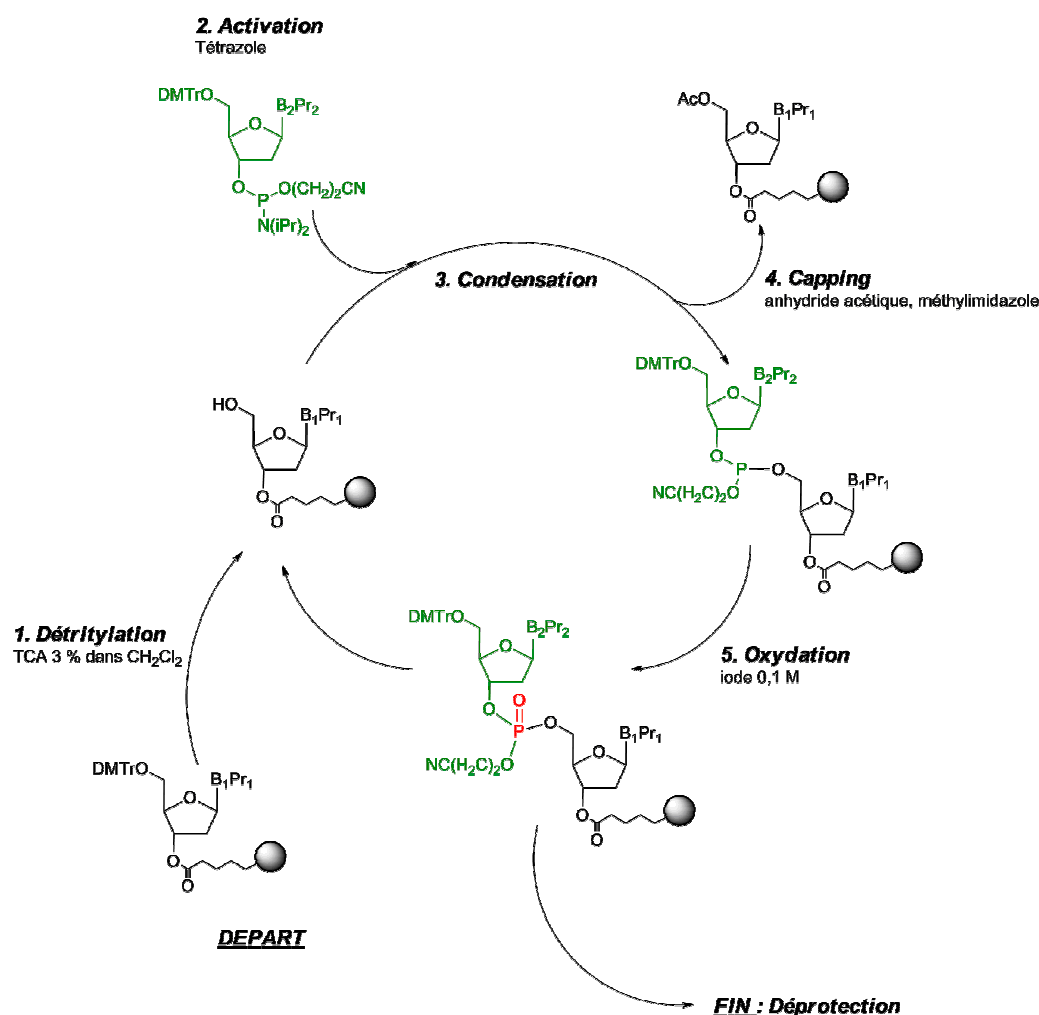 2. Activation
Tétrazole
DMTrO
B₂Pr₂
O
O
P
O(CH₂)₂CN
N(iPr)₂
AcO
B₁Pr₁
O
O
O
3. Condensation
4. Capping
anhydride acétique, méthylimidazole
DMTrO
B₂Pr₂
O
O
P
O
NC(H₂C)₂O
B₁Pr₁
O
O
O
HO
B₁Pr₁
O
O
O
1. Détritylation
TCA 3 % dans CH₂Cl₂
5. Oxydation
iode 0,1 M
DMTrO
B₂Pr₂
O
O
O
P
O
NC(H₂C)₂O
B₁Pr₁
O
O
O
DMTrO
B₁Pr₁
O
O
O
DEPART
FIN : Déprotection